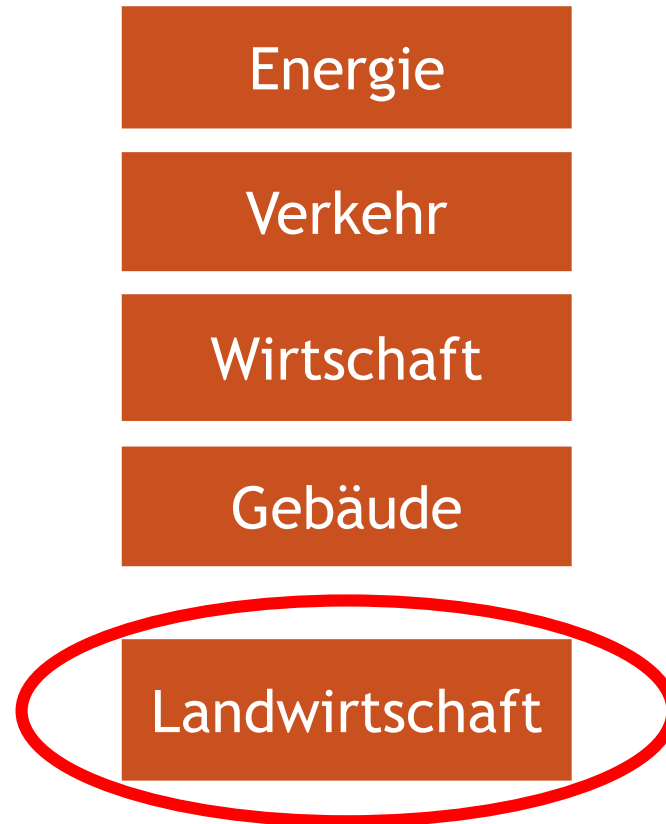 Energie
Verkehr
Wirtschaft
Gebäude
Landwirtschaft